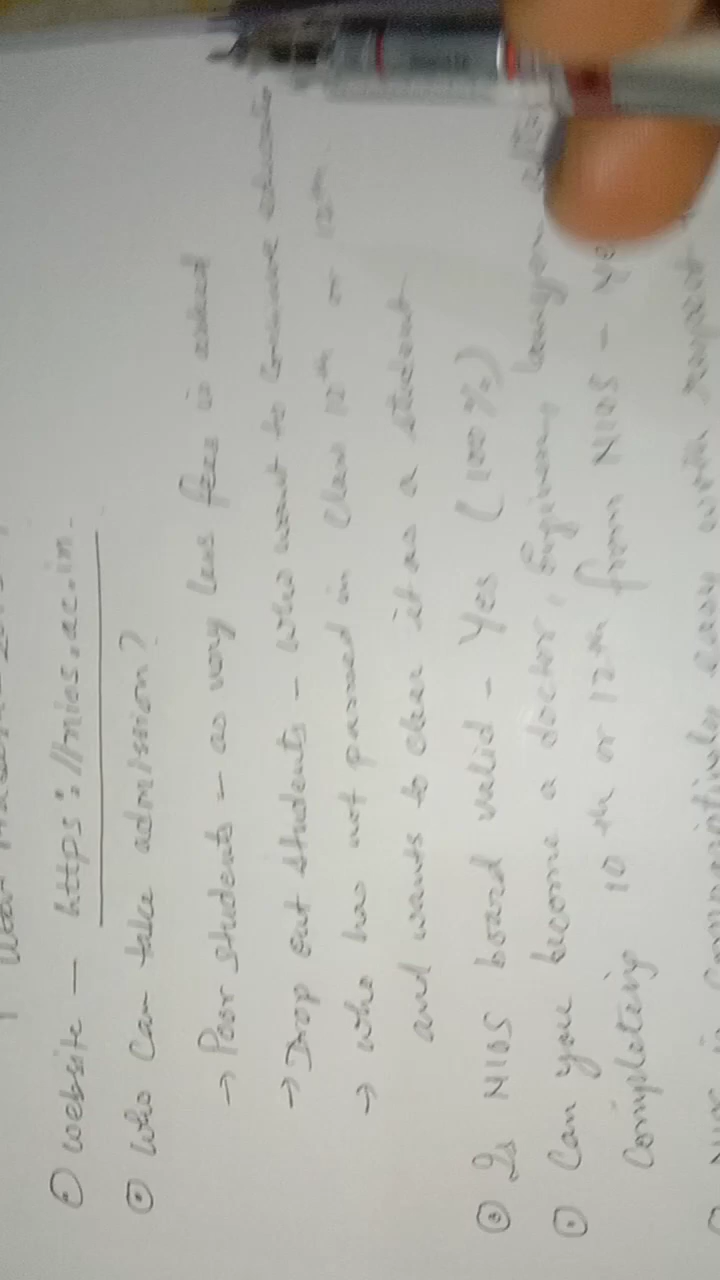 website - https://nios.ac.in.
Who can take admission?
→ Poor students - as very less fees is asked
→ Drop out students - who want to continue
→ who has not passed in class 10th or 12th
and wants to clear it as a student
Is NIOS board valid - Yes (100%)
Can you become a doctor, Engineer, lawyer
Completing 10th or 12th from NIOS -